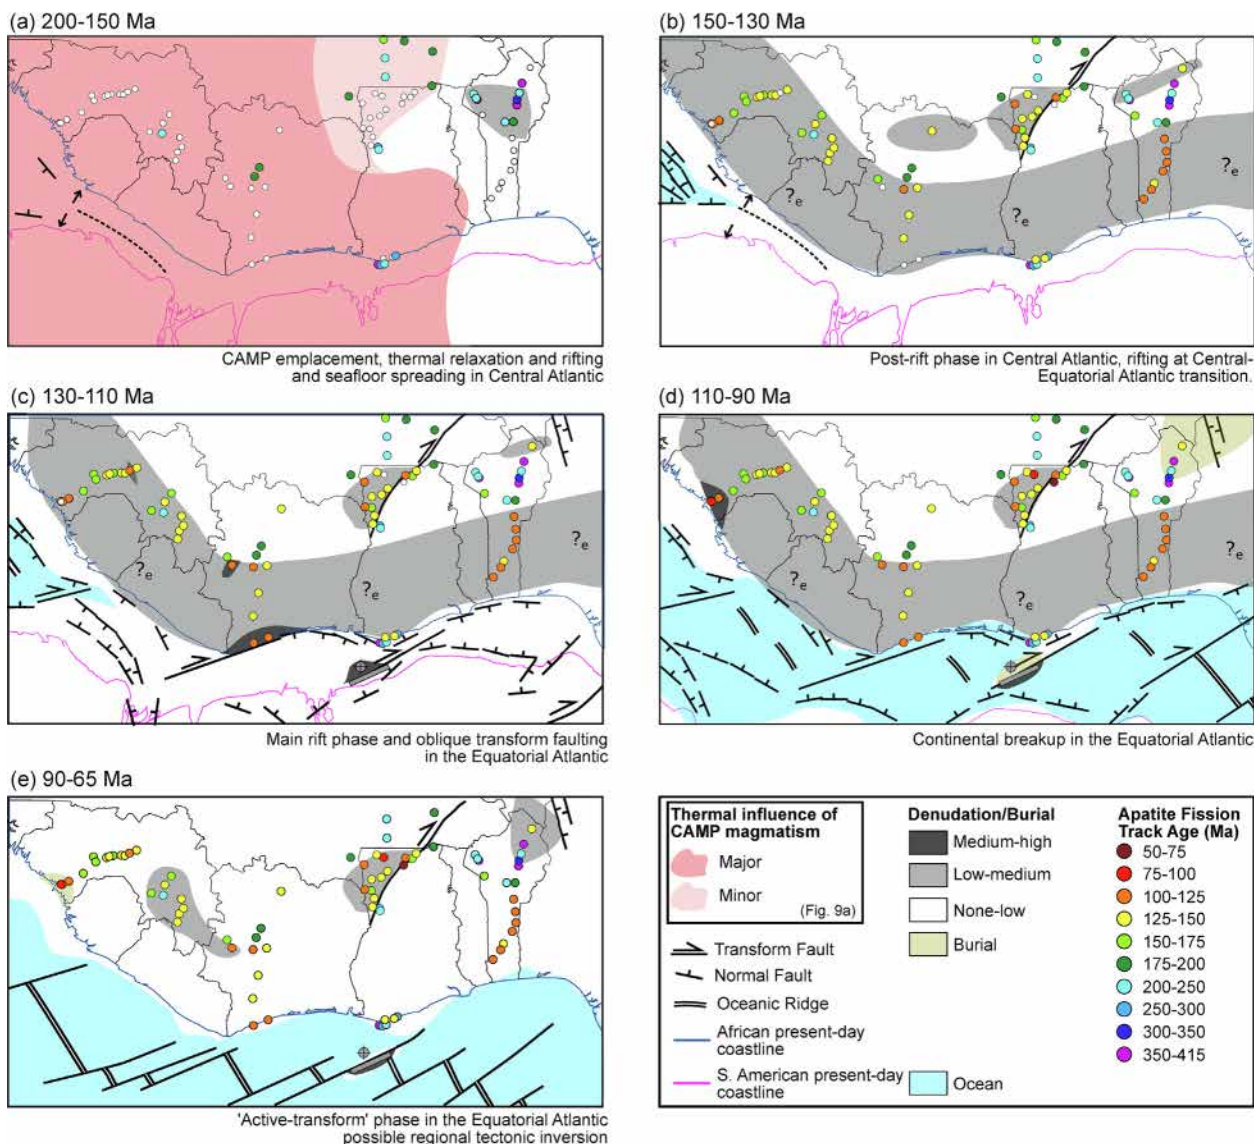 (a) 200-150 Ma
CAMP emplacement, thermal relaxation and rifting
and seafloor spreading in Central Atlantic
(b) 150-130 Ma
?e
?e
Post-rift phase in Central Atlantic, rifting at Central-
Equatorial Atlantic transition.
(c) 130-110 Ma
?e
?e
?e
Main rift phase and oblique transform faulting
in the Equatorial Atlantic
(d) 110-90 Ma
?e
?e
?e
Continental breakup in the Equatorial Atlantic
(e) 90-65 Ma
'Active-transform' phase in the Equatorial Atlantic
possible regional tectonic inversion
Thermal influence of
CAMP magmatism
Major
Minor
(Fig. 9a)
Transform Fault
Normal Fault
Oceanic Ridge
African present-day
coastline
S. American present-day
coastline
Denudation/Burial
Medium-high
Low-medium
None-low
Burial
Ocean
Apatite Fission
Track Age (Ma)
50-75
75-100
100-125
125-150
150-175
175-200
200-250
250-300
300-350
350-415